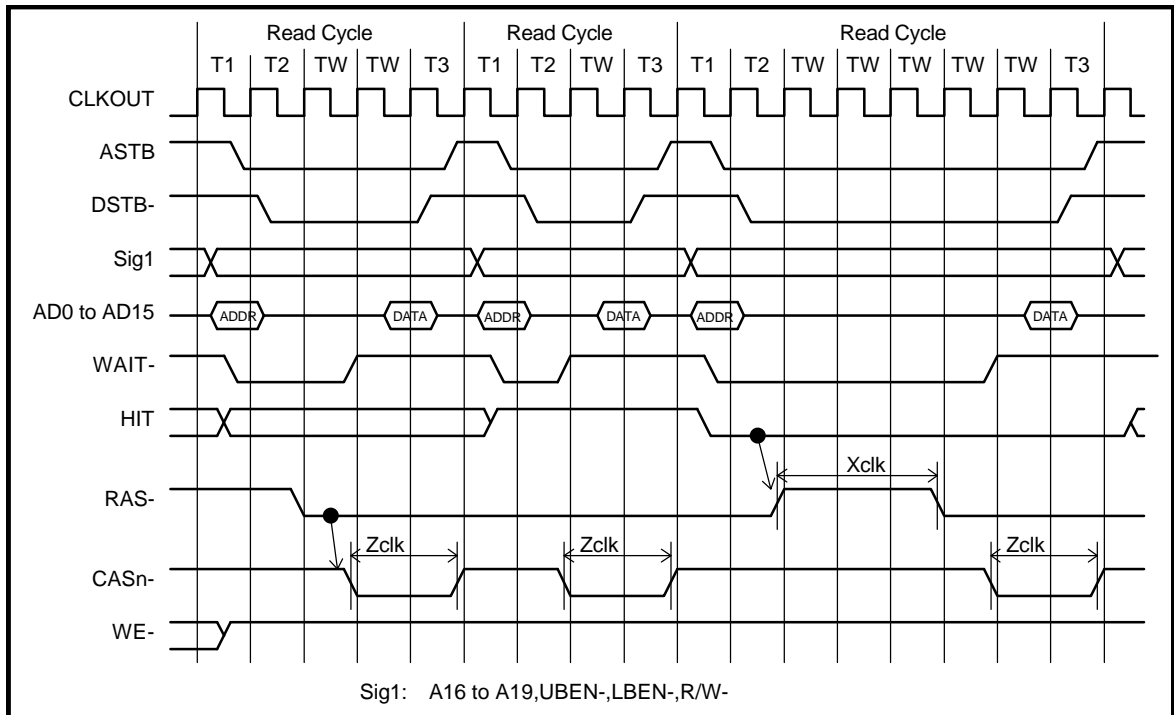 Read Cycle Read Cycle Read Cycle
T1 T2 TW TW T3 T1 T2 TW T3 T1 T2 TW TW TW TW TW T3
CLKOUT
ASTB
DSTB-
Sig1
AD0 to AD15 ADDR DATA ADDR DATA ADDR DATA
WAIT-
HIT
Xclk
RAS-
Zclk Zclk Zclk
CASn-
WE-
Sig1: A16 to A19,UBEN-,LBEN-,R/W-